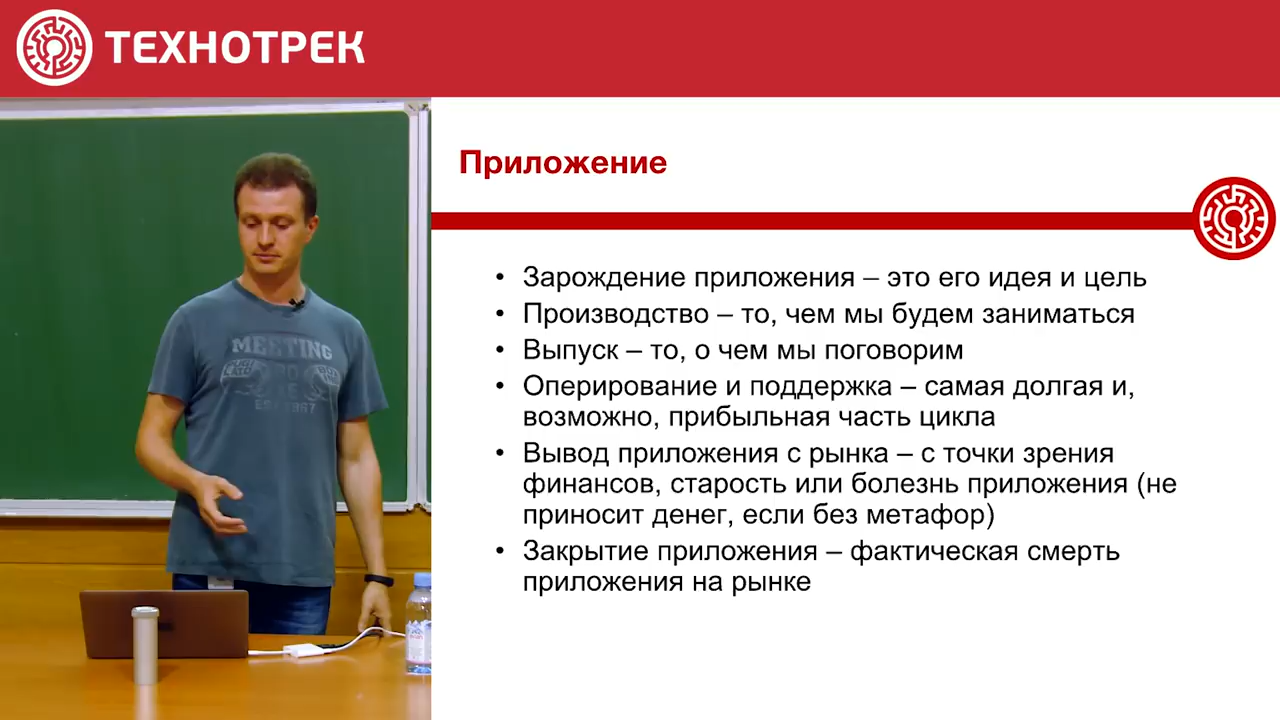 ТЕХНОТРЕК
Приложение
• Зарождение приложения – это его идея и цель
• Производство – то, чем мы будем заниматься
• Выпуск – то, о чем мы поговорим
• Оперирование и поддержка – самая долгая и,
возможно, прибыльная часть цикла
• Вывод приложения с рынка – с точки зрения
финансов, старость или болезнь приложения (не
приносит денег, если без метафор)
• Закрытие приложения – фактическая смерть
приложения на рынке
MEETING